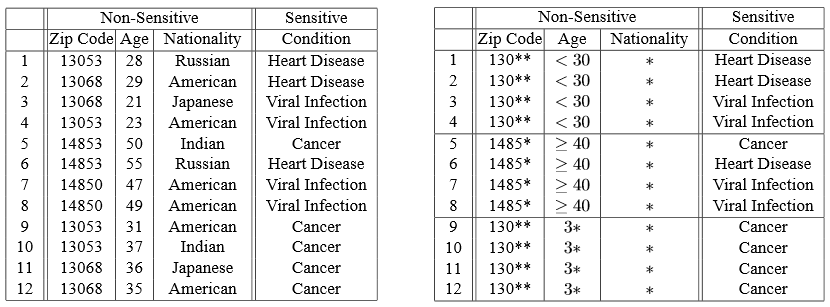 Non-Sensitive Sensitive
Zip Code Age Nationality Condition
1 13053 28 Russian Heart Disease
2 13068 29 American Heart Disease
3 13068 21 Japanese Viral Infection
4 13053 23 American Viral Infection
5 14853 50 Indian Cancer
6 14853 55 Russian Heart Disease
7 14850 47 American Viral Infection
8 14850 49 American Viral Infection
9 13053 31 American Cancer
10 13053 37 Indian Cancer
11 13068 36 Japanese Cancer
12 13068 35 American Cancer
Non-Sensitive Sensitive
Zip Code Age Nationality Condition
1 130** < 30 * Heart Disease
2 130** < 30 * Heart Disease
3 130** < 30 * Viral Infection
4 130** < 30 * Viral Infection
5 1485* ≥ 40 * Cancer
6 1485* ≥ 40 * Heart Disease
7 1485* ≥ 40 * Viral Infection
8 1485* ≥ 40 * Viral Infection
9 130** 3* * Cancer
10 130** 3* * Cancer
11 130** 3* * Cancer
12 130** 3* * Cancer